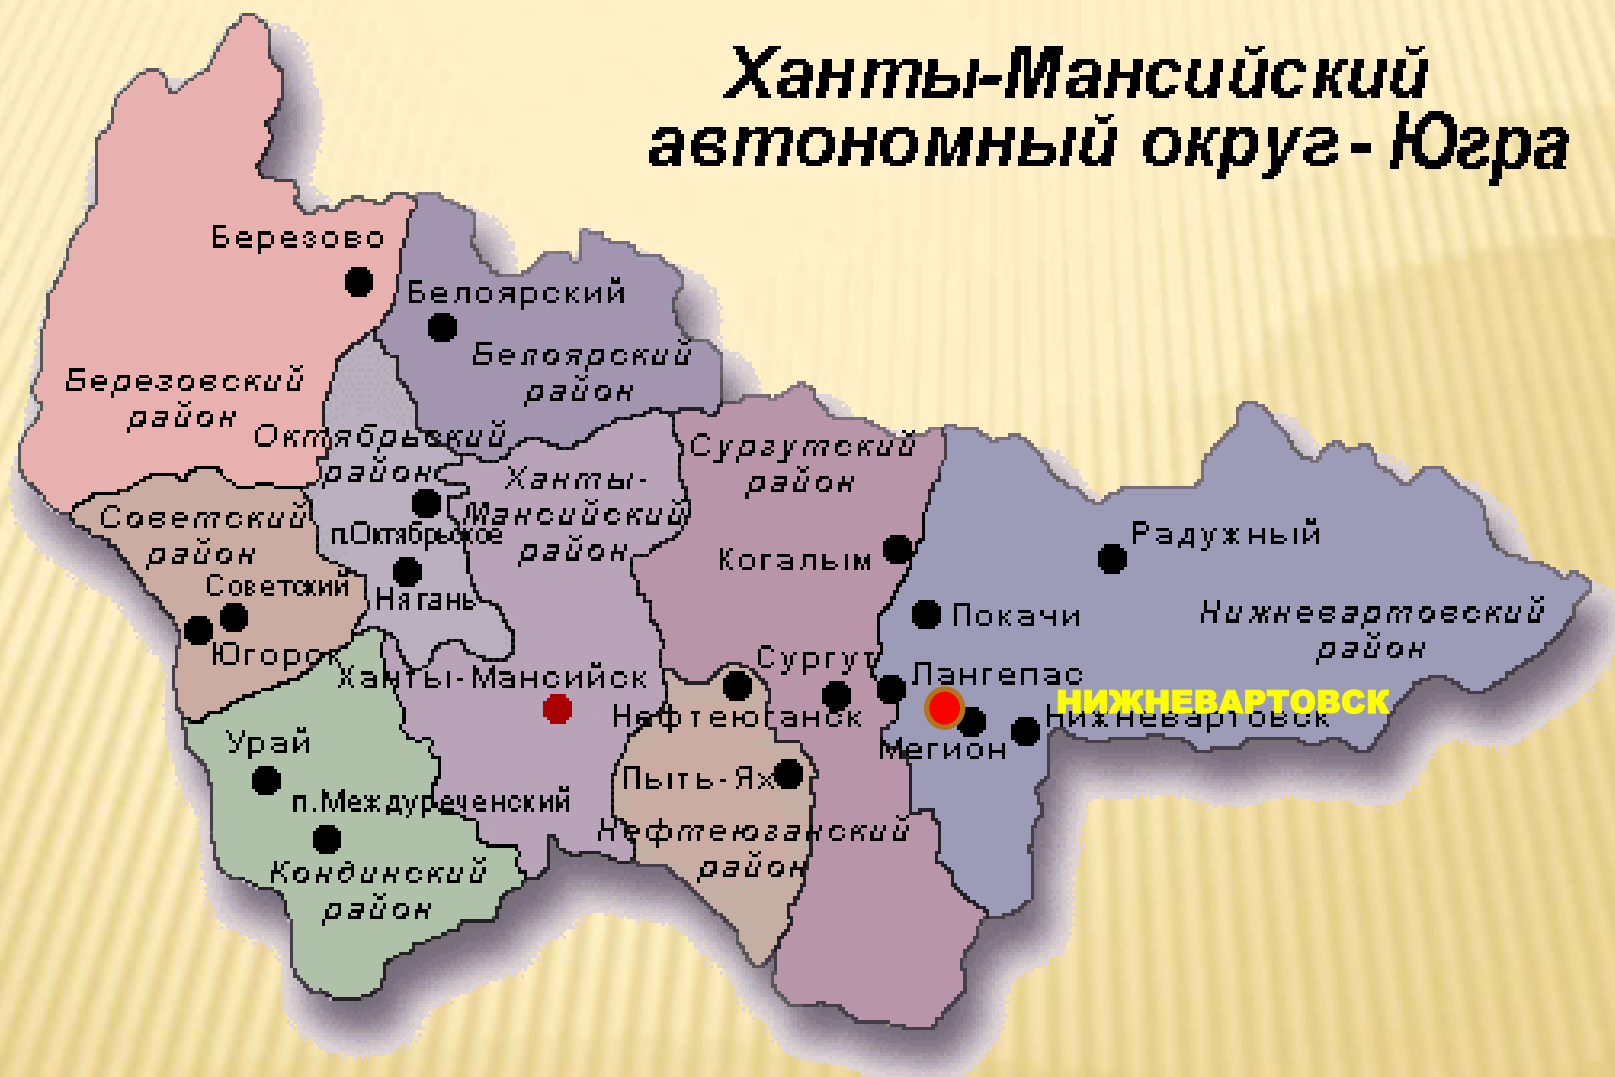 Ханты-Мансийский
автономный округ - Югра
Березово
Белоярский
Белоярский
район
Березовский
район
Октябрьский
район
Сургутский
район
Ханты-
Мансийский
район
Советский
район
п.Октябрьское
Радужный
Когалым
Советский
Нягань
Покачи
Нижневартовский
район
Югорск
Сургут
Ханты-Мансийск
Лангепас
НИЖНЕВАРТОВСК
Нефтеюганск
Нижневартовск
Урай
Мегион
Пыть-Ях
п.Междуреченский
Нефтеюганский
район
Кондинский
район